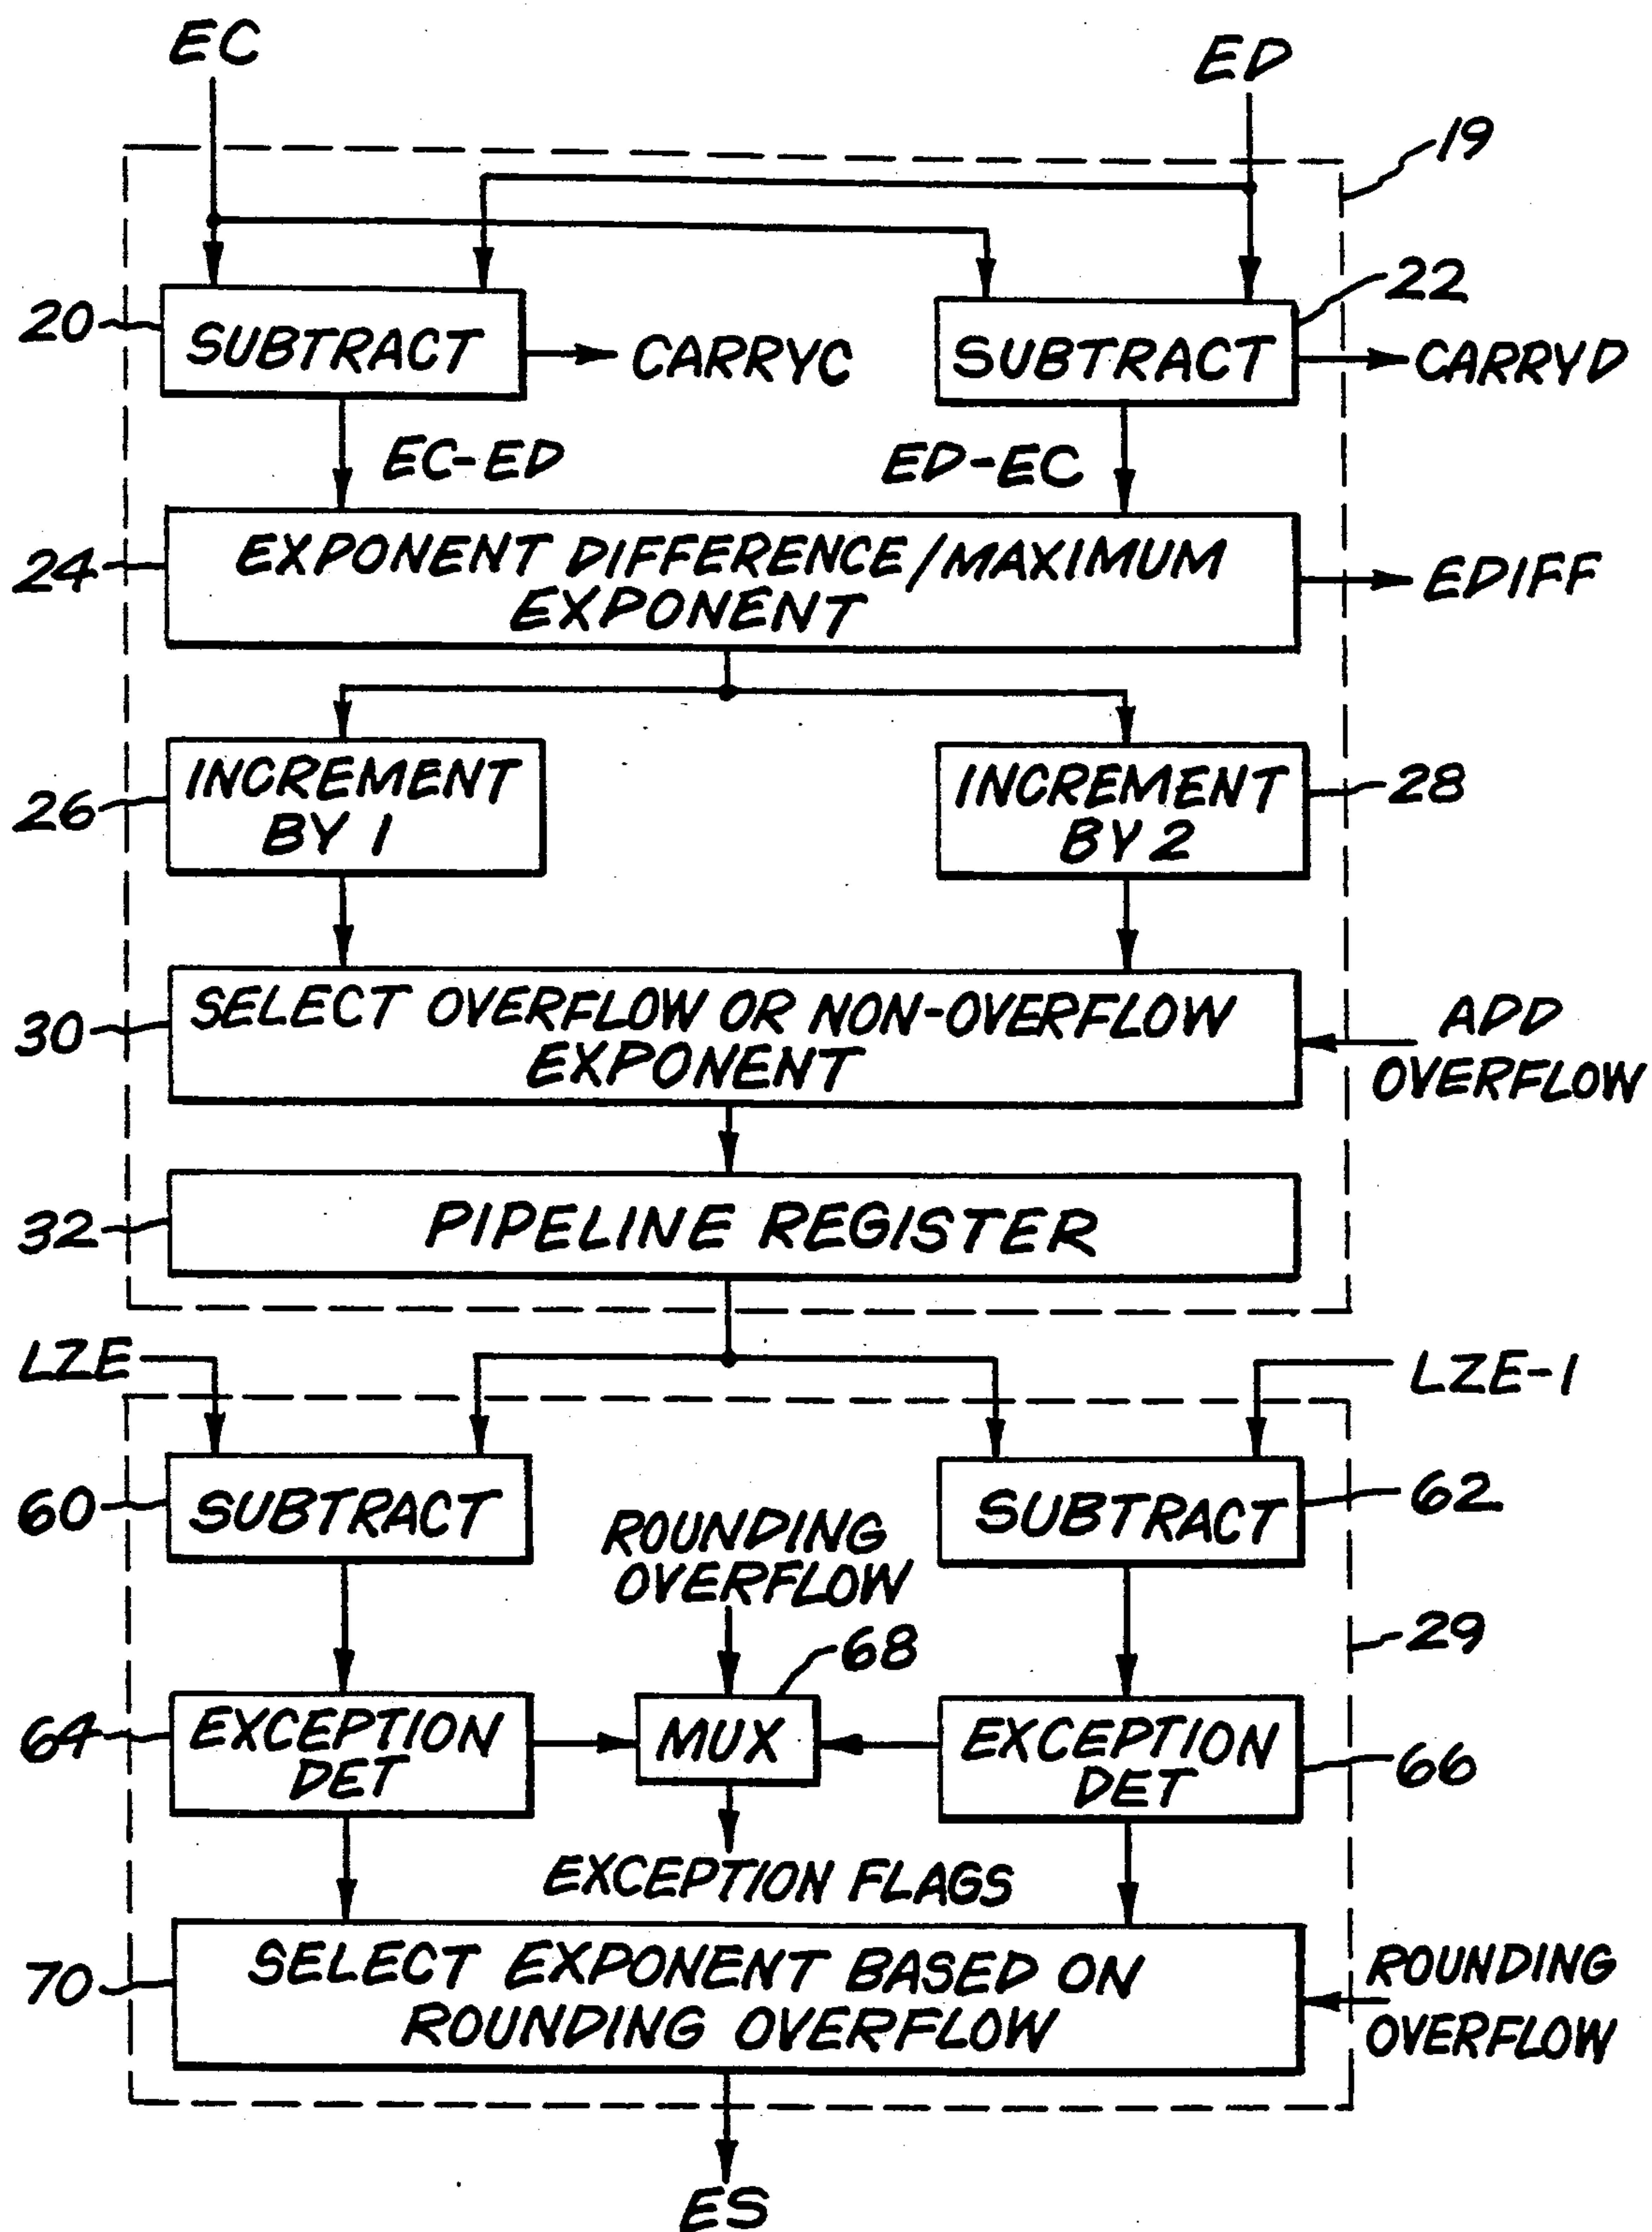 EC
ED
19
20
SUBTRACT
CARRYC
22
SUBTRACT
CARRYD
EC-ED
ED-EC
24
EXPONENT DIFFERENCE/MAXIMUM
EXPONENT
EDIFF
26
INCREMENT
BY 1
INCREMENT
BY 2
28
30
SELECT OVERFLOW OR NON-OVERFLOW
EXPONENT
ADD
OVERFLOW
32
PIPELINE REGISTER
LZE
LZE-1
60
SUBTRACT
ROUNDING
OVERFLOW
SUBTRACT
62
29
68
64
EXCEPTION
DET
MUX
EXCEPTION
DET
66
EXCEPTION FLAGS
70
SELECT EXPONENT BASED ON
ROUNDING OVERFLOW
ROUNDING
OVERFLOW
ES